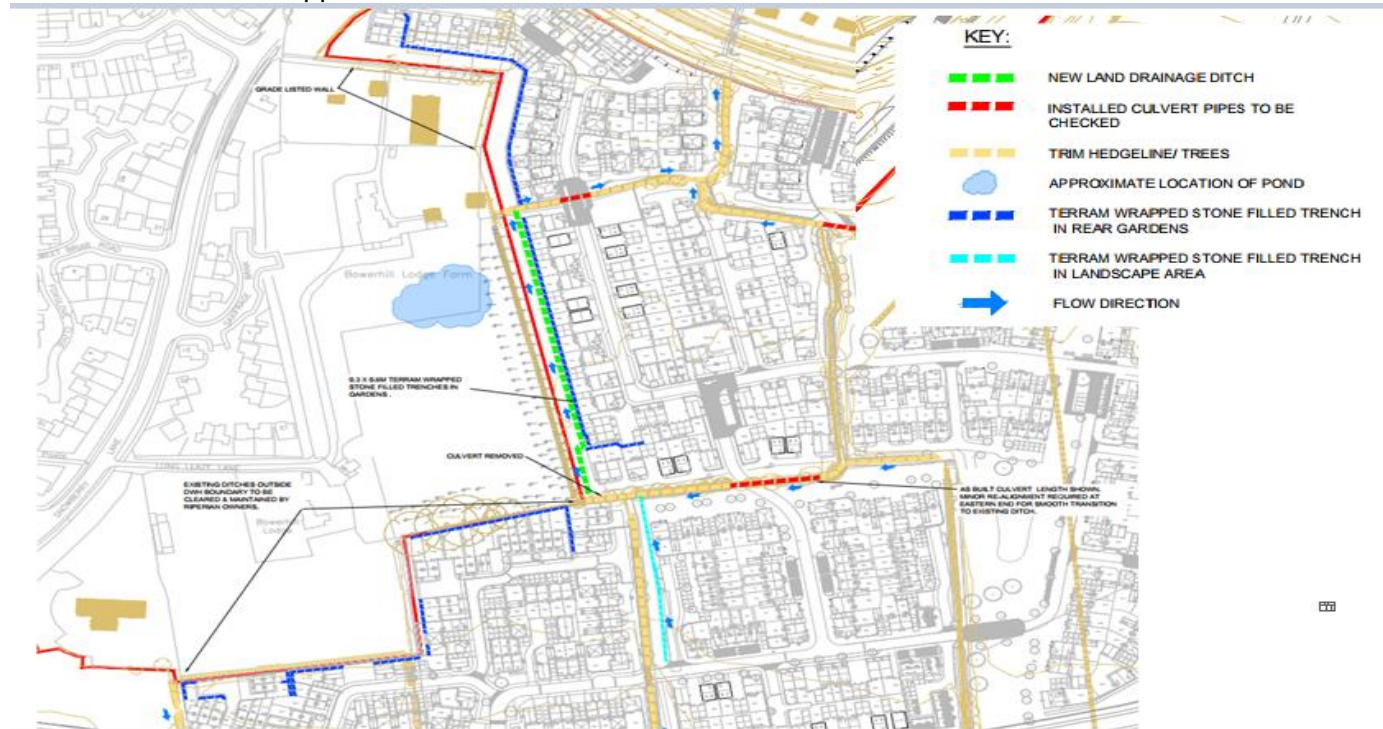 KEY:
NEW LAND DRAINAGE DITCH
INSTALLED CULVERT PIPES TO BE
CHECKED
TRIM HEDGELINE/ TREES
APPROXIMATE LOCATION OF POND
TERRAM WRAPPED STONE FILLED TRENCH
IN REAR GARDENS
TERRAM WRAPPED STONE FILLED TRENCH
IN LANDSCAPE AREA
FLOW DIRECTION
GRADE LISTED WALL
Bowerhill Lodge Farm
TERRAM WRAPPED
STONE FILLED TRENCHES IN
GARDENS .
CULVERT REMOVED
LONG LEAZE LANE
EXISTING DITCHES OUTSIDE
DWH BOUNDARY TO BE
CLEARED & MAINTAINED BY
RIPERIAN OWNERS.
Bowerhill
Lodge
AS BUILT CULVERT LENGTH SHOWN.
MINOR RE-ALIGNMENT REQUIRED AT
EASTERN END FOR SMOOTH TRANSITION
TO EXISTING DITCH.